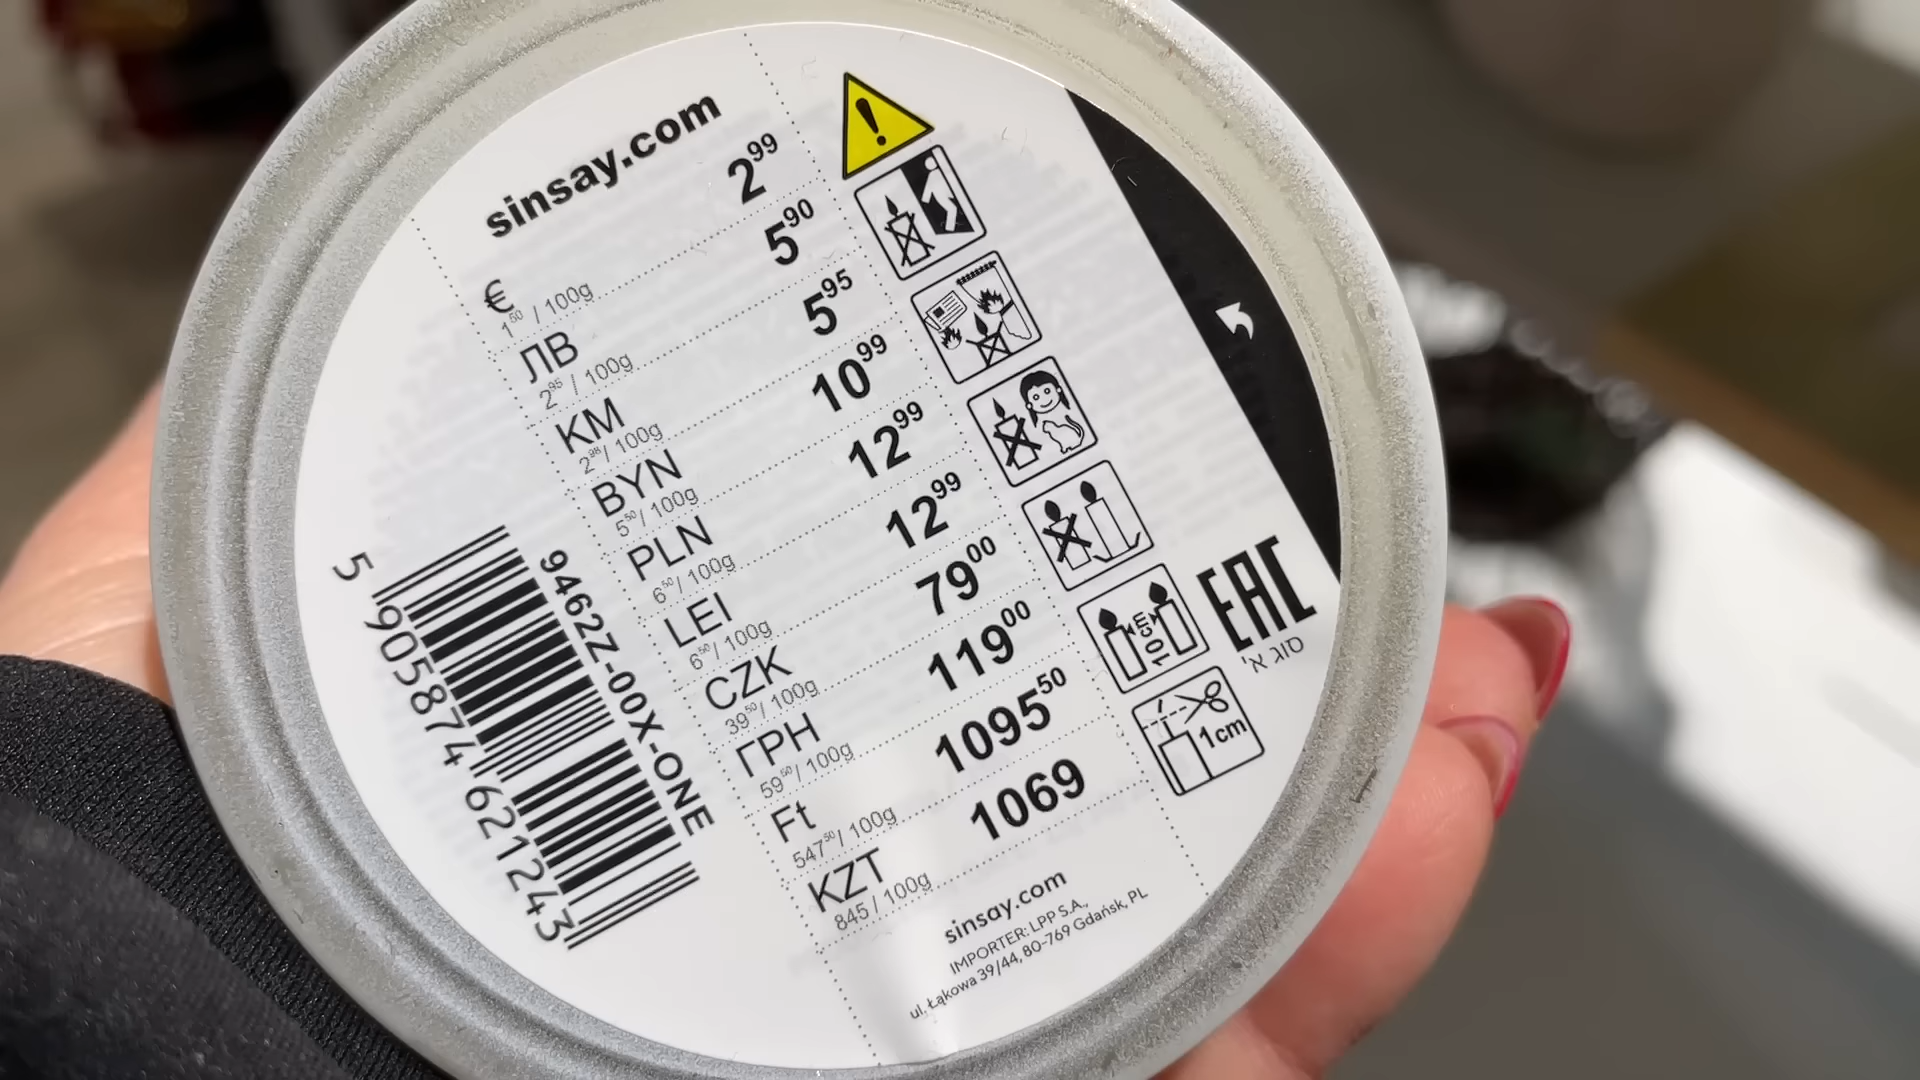 sinsay.com
€ 2⁹⁹
1⁵⁰ / 100g
ЛВ 5⁹⁰
2⁹⁵ / 100g
KM 5⁹⁵
2⁹⁸ / 100g
BYN 10⁹⁹
5⁵⁰ / 100g
PLN 12⁹⁹
6⁵⁰ / 100g
LEI 12⁹⁹
6⁵⁰ / 100g
CZK 79⁰⁰
39⁵⁰ / 100g
ГРН 119⁰⁰
59⁵⁰ / 100g
Ft 1095⁵⁰
547⁵⁰ / 100g
KZT 1069
845 / 100g
sinsay.com
IMPORTER: LPP S.A.,
ul. Łąkowa 39/44, 80-769 Gdańsk, PL
9462Z-00X-ONE
5 905874 621243
10cm
1cm
EAC
סוג א'